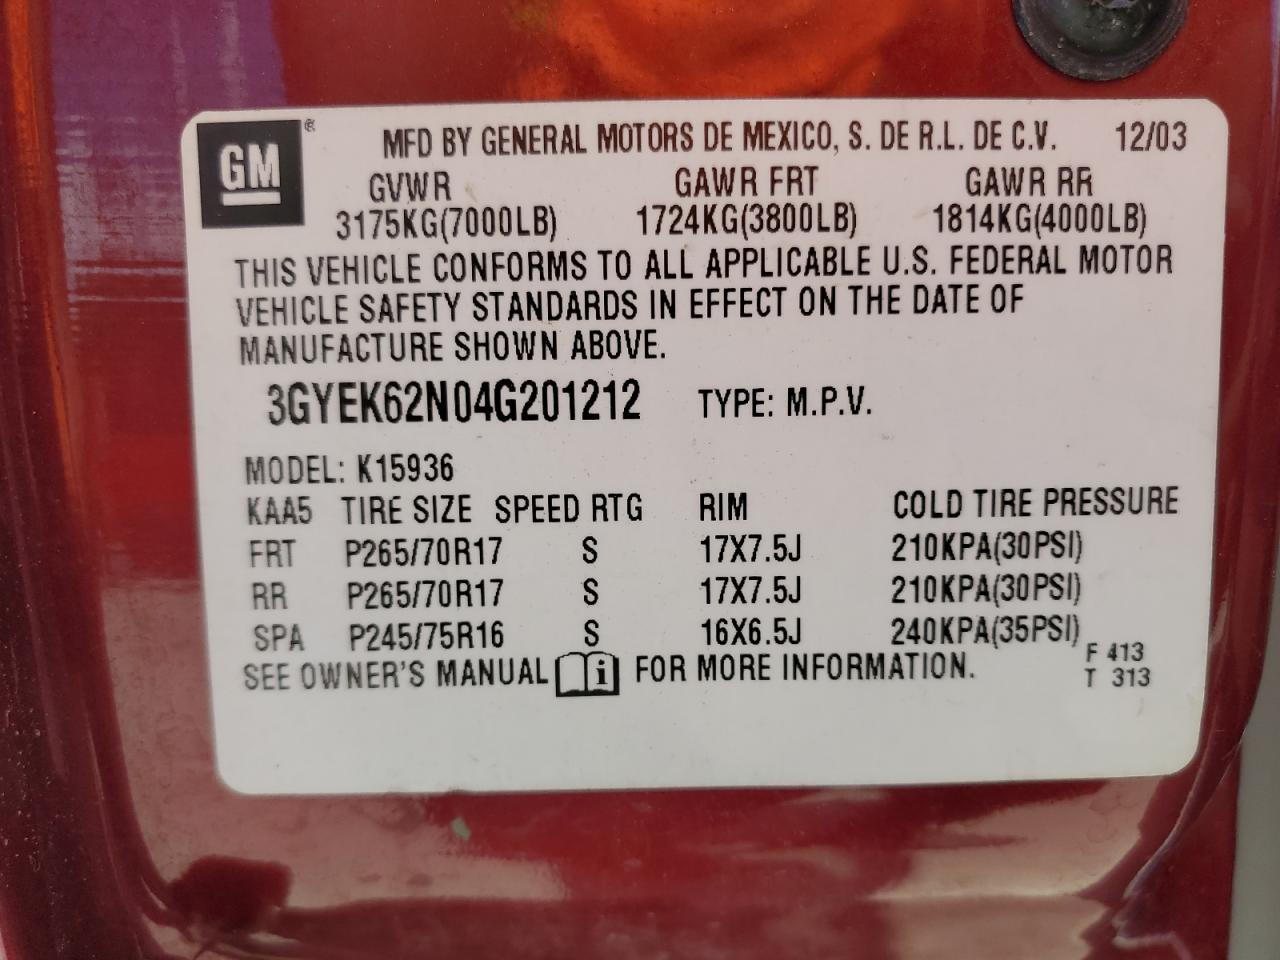 GM®
MFD BY GENERAL MOTORS DE MEXICO, S. DE R.L. DE C.V. 12/03
GVWR GAWR FRT GAWR RR
3175KG(7000LB) 1724KG(3800LB) 1814KG(4000LB)
THIS VEHICLE CONFORMS TO ALL APPLICABLE U.S. FEDERAL MOTOR
VEHICLE SAFETY STANDARDS IN EFFECT ON THE DATE OF
MANUFACTURE SHOWN ABOVE.
3GYEK62N04G201212 TYPE: M.P.V.
MODEL: K15936
KAA5 TIRE SIZE SPEED RTG RIM COLD TIRE PRESSURE
FRT P265/70R17 S 17X7.5J 210KPA(30PSI)
RR P265/70R17 S 17X7.5J 210KPA(30PSI)
SPA P245/75R16 S 16X6.5J 240KPA(35PSI)
SEE OWNER'S MANUAL i FOR MORE INFORMATION.
F 413
T 313